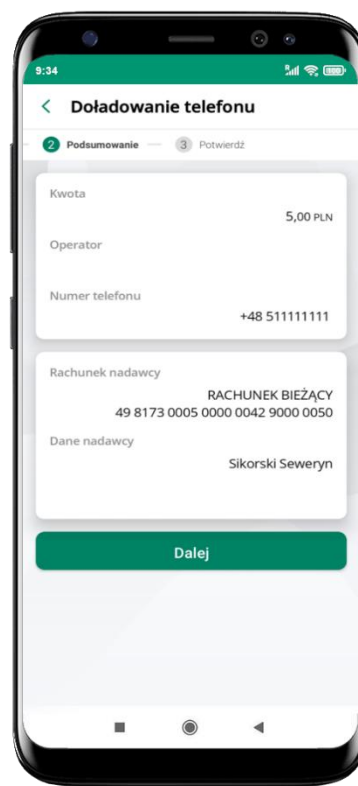 9:34
100
Doładowanie telefonu
2 Podsumowanie 3 Potwierdź
Kwota
5,00 PLN
Operator
Numer telefonu
+48 511111111
Rachunek nadawcy
RACHUNEK BIEŻĄCY
49 8173 0005 0000 0042 9000 0050
Dane nadawcy
Sikorski Seweryn
Dalej